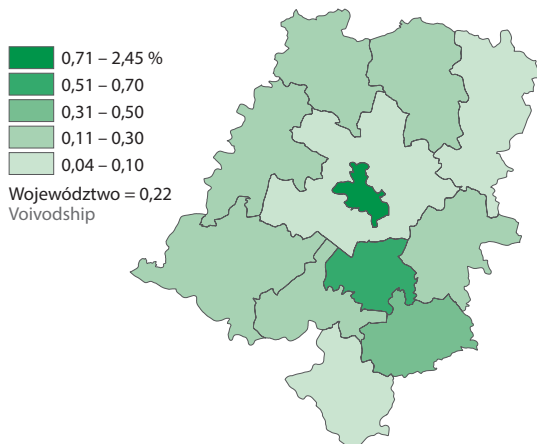 0,71 – 2,45 %
0,51 – 0,70
0,31 – 0,50
0,11 – 0,30
0,04 – 0,10
Województwo = 0,22
Voivodship